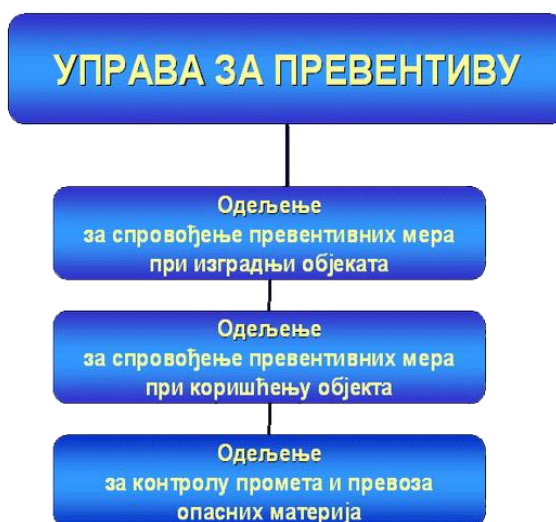 УПРАВА ЗА ПРЕВЕНТИВУ
Одељење
за спровођење превентивних мера
при изградњи објеката
Одељење
за спровођење превентивних мера
при коришћењу објекта
Одељење
за контролу промета и превоза
опасних материја